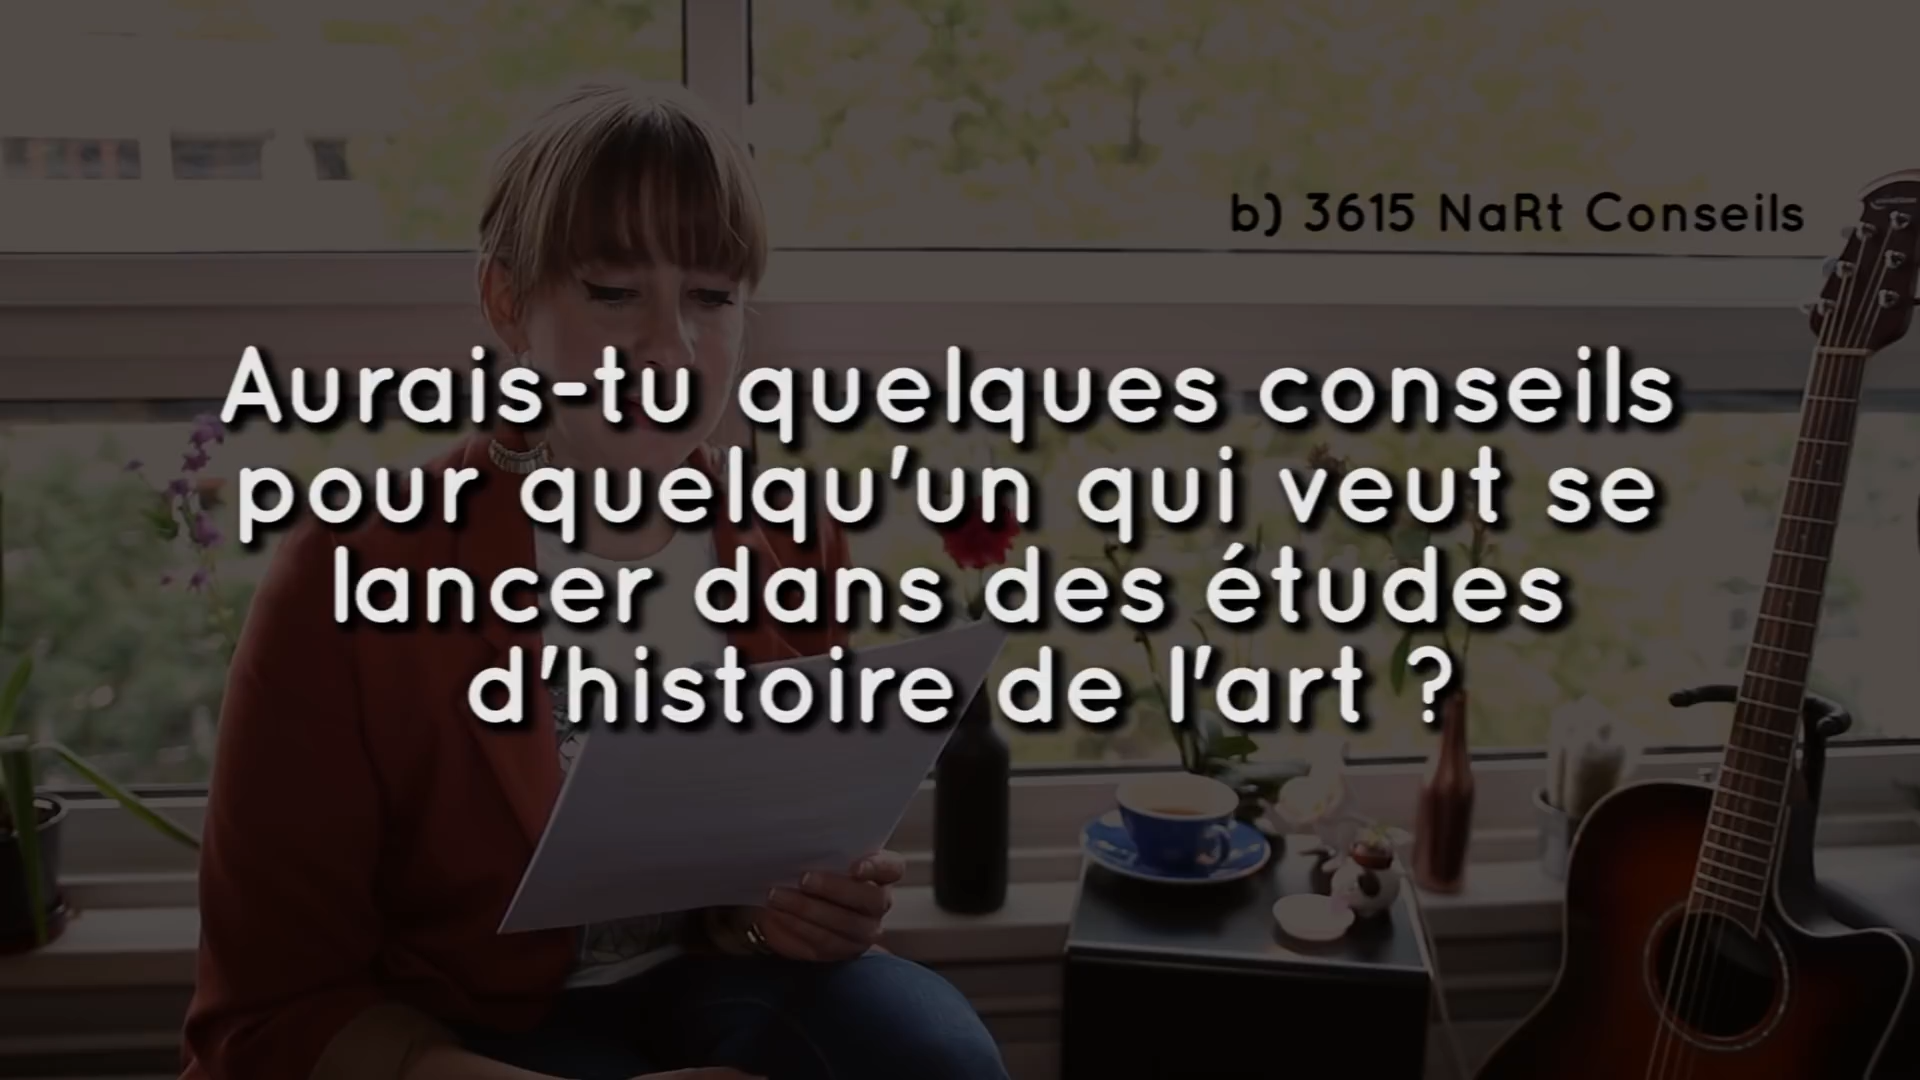 b) 3615 NaRt Conseils
Aurais-tu quelques conseils
pour quelqu'un qui veut se
lancer dans des études
d'histoire de l'art ?